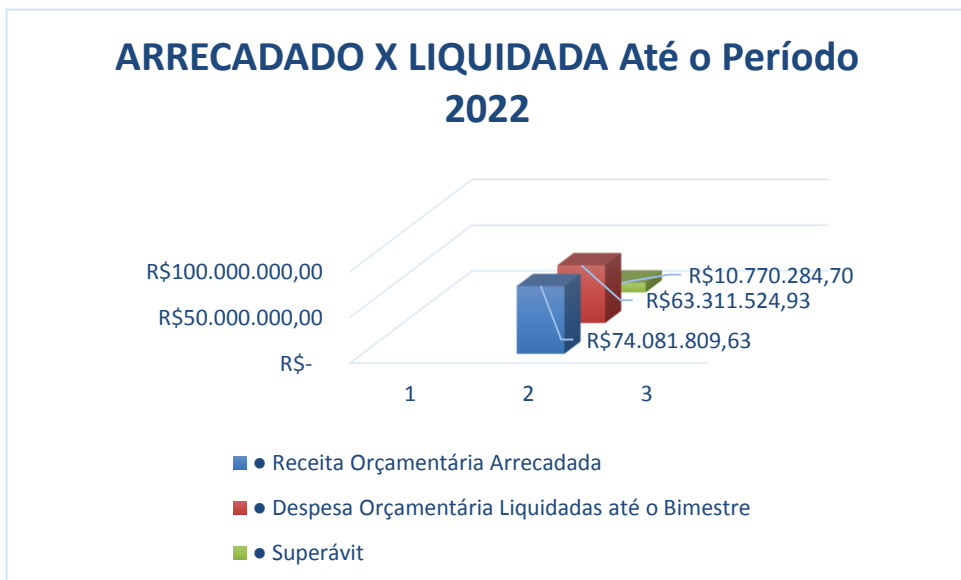 ARRECADADO X LIQUIDADA Até o Período
2022
R$100.000.000,00
R$50.000.000,00
R$-
R$10.770.284,70
R$63.311.524,93
R$74.081.809,63
1 2 3
● Receita Orçamentária Arrecadada
● Despesa Orçamentária Liquidadas até o Bimestre
● Superávit